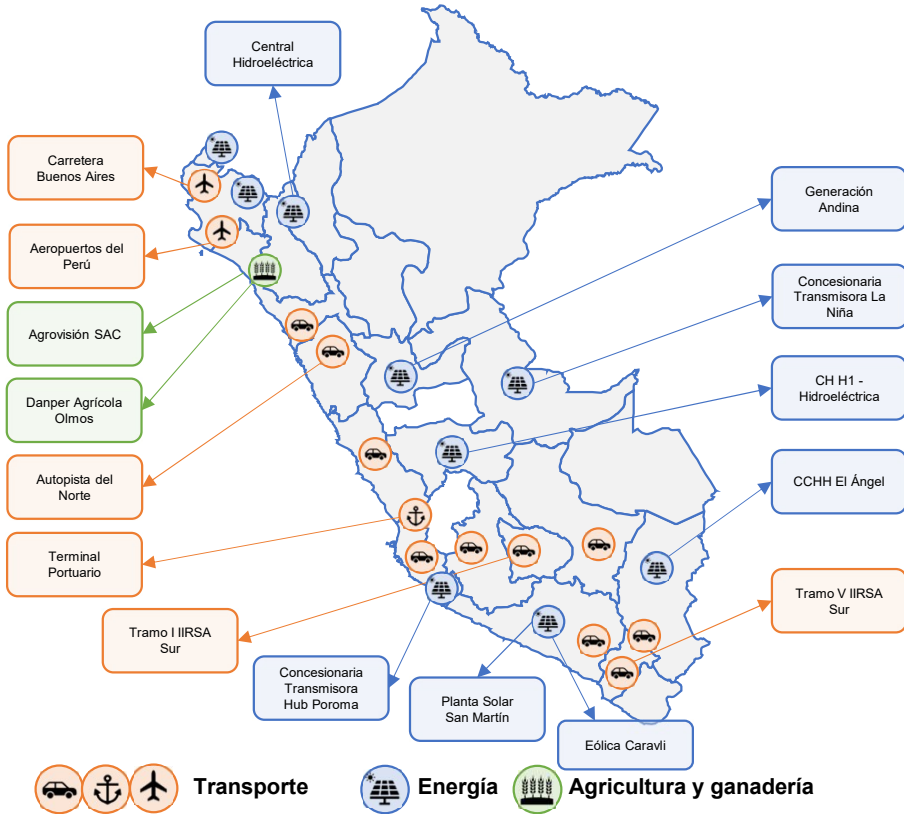 Central
Hidroeléctrica
Carretera
Buenos Aires
Aeropuertos del
Perú
Agrovisión SAC
Danper Agrícola
Olmos
Autopista del
Norte
Terminal
Portuario
Tramo I IIRSA
Sur
Concesionaria
Transmisora
Hub Poroma
Planta Solar
San Martín
Eólica Caravli
Generación
Andina
Concesionaria
Transmisora La
Niña
CH H1 -
Hidroeléctrica
CCHH El Ángel
Tramo V IIRSA
Sur
Transporte
Energía
Agricultura y ganadería